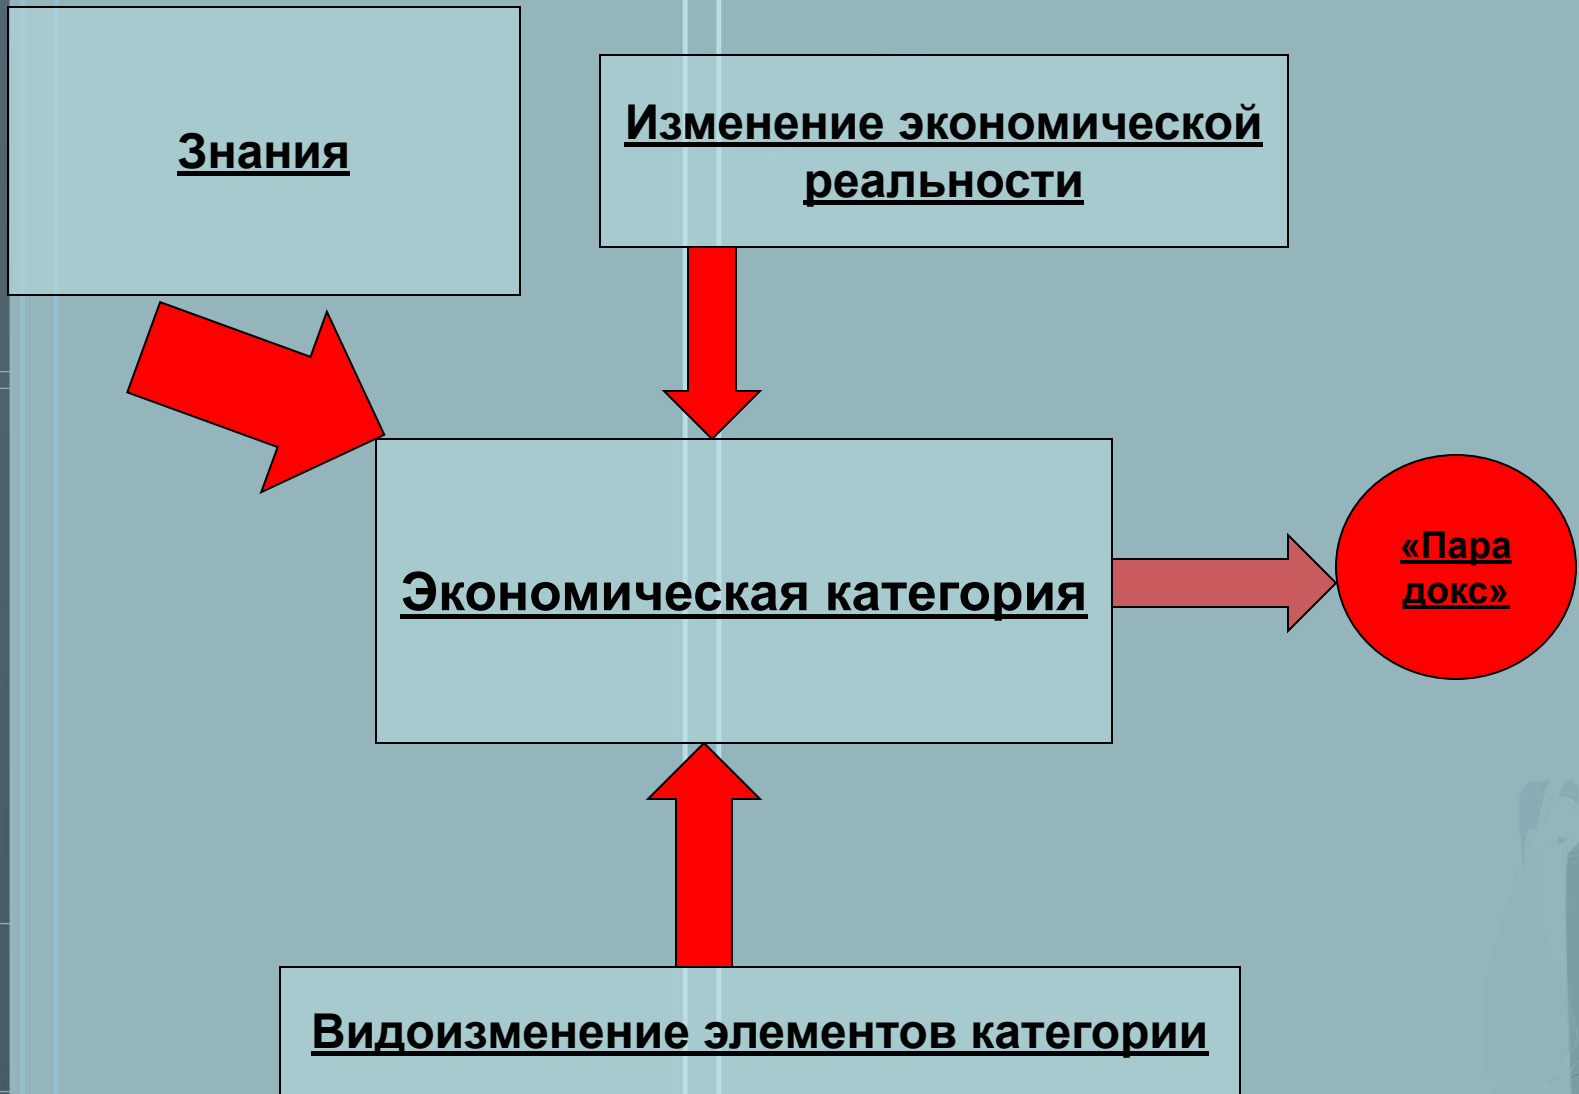 Знания
Изменение экономической
реальности
Экономическая категория
«Пара
докс»
Видоизменение элементов категории